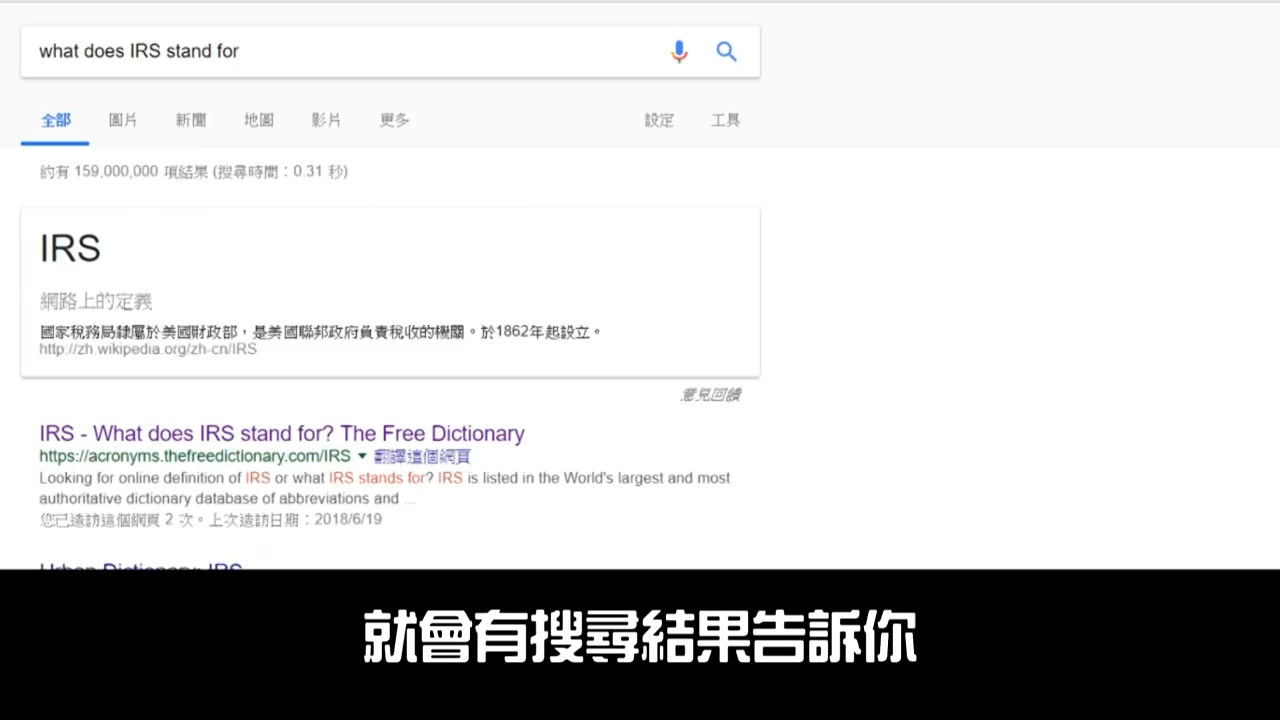 what does IRS stand for
全部 圖片 新聞 地圖 影片 更多 設定 工具
約有 159,000,000 項結果 (搜尋時間：0.31 秒)
IRS
網路上的定義
國家稅務局隸屬於美國財政部，是美國聯邦政府負責稅收的機關。於1862年起設立。
http://zh.wikipedia.org/zh-cn/IRS
意見回饋
IRS - What does IRS stand for? The Free Dictionary
https://acronyms.thefreedictionary.com/IRS ▼ 翻譯這個網頁
Looking for online definition of IRS or what IRS stands for? IRS is listed in the World's largest and most
authoritative dictionary database of abbreviations and ...
您已造訪這個網頁 2 次。上次造訪日期：2018/6/19
Urban Dictionary: IRS
就會有搜尋結果告訴你